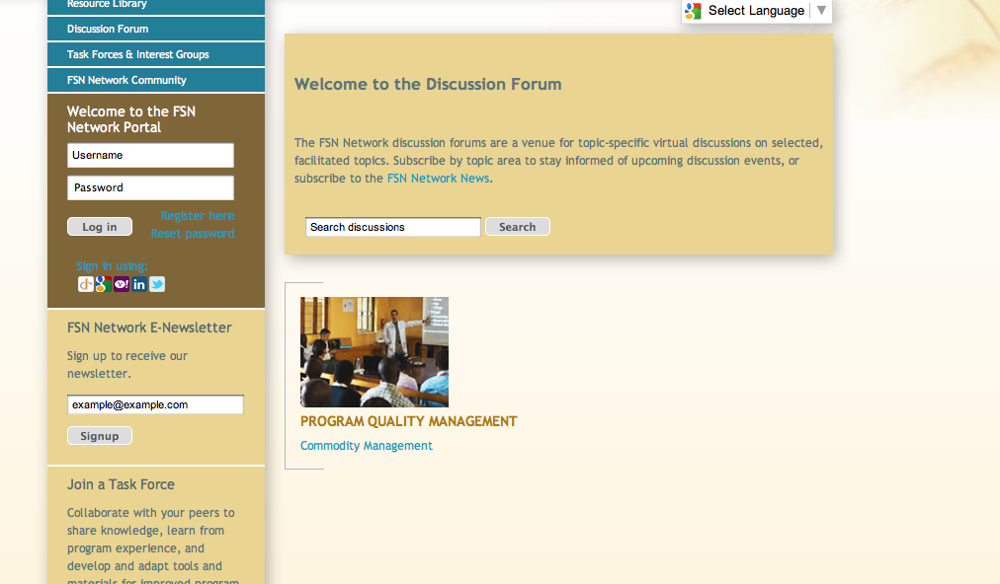 Resource Library
Discussion Forum
Task Forces & Interest Groups
FSN Network Community
Welcome to the FSN
Network Portal
Username
Password
Log in
Register here
Reset password
Sign in using:
FSN Network E-Newsletter
Sign up to receive our
newsletter.
example@example.com
Signup
Join a Task Force
Collaborate with your peers to
share knowledge, learn from
program experience, and
develop and adapt tools and
materials for improved program
Select Language
Welcome to the Discussion Forum
The FSN Network discussion forums are a venue for topic-specific virtual discussions on selected,
facilitated topics. Subscribe by topic area to stay informed of upcoming discussion events, or
subscribe to the FSN Network News.
Search discussions
Search
PROGRAM QUALITY MANAGEMENT
Commodity Management